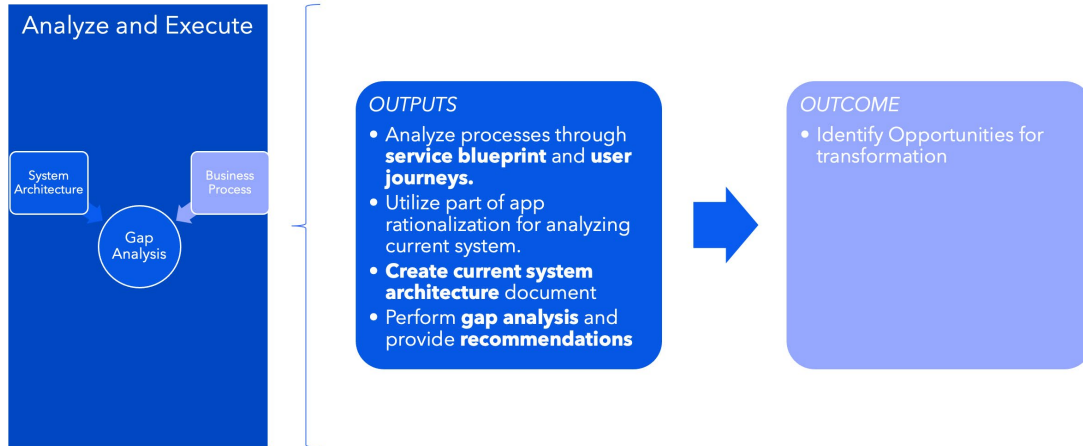 Analyze and Execute
System
Architecture
Business
Process
Gap
Analysis
OUTPUTS
• Analyze processes through
service blueprint and user
journeys.
• Utilize part of app
rationalization for analyzing
current system.
• Create current system
architecture document
• Perform gap analysis and
provide recommendations
OUTCOME
• Identify Opportunities for
transformation